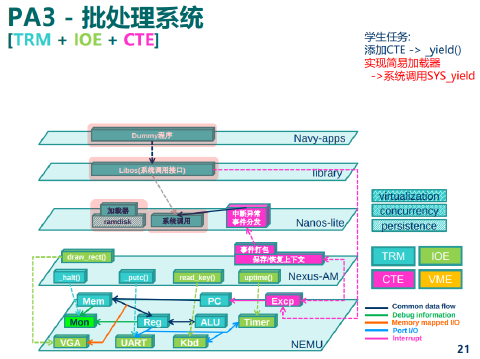 PA3 - 批处理系统
[TRM + IOE + CTE]
学生任务:
添加CTE -> _yield()
实现简易加载器
->系统调用SYS_yield
Dummy程序
Navy-apps
Libos(系统调用接口)
library
加载器
ramdisk
系统调用
中断异常
事件分发
Nanos-lite
virtualization
concurrency
persistence
事件打包
保存/恢复上下文
draw_rect()
_halt()
_putc()
read_key()
uptime()
Nexus-AM
TRM
IOE
CTE
VME
Mem
PC
Excp
Mon
Reg
ALU
Timer
VGA
UART
Kbd
NEMU
Common data flow
Debug information
Memory mapped I/O
Port I/O
Interrupt
21